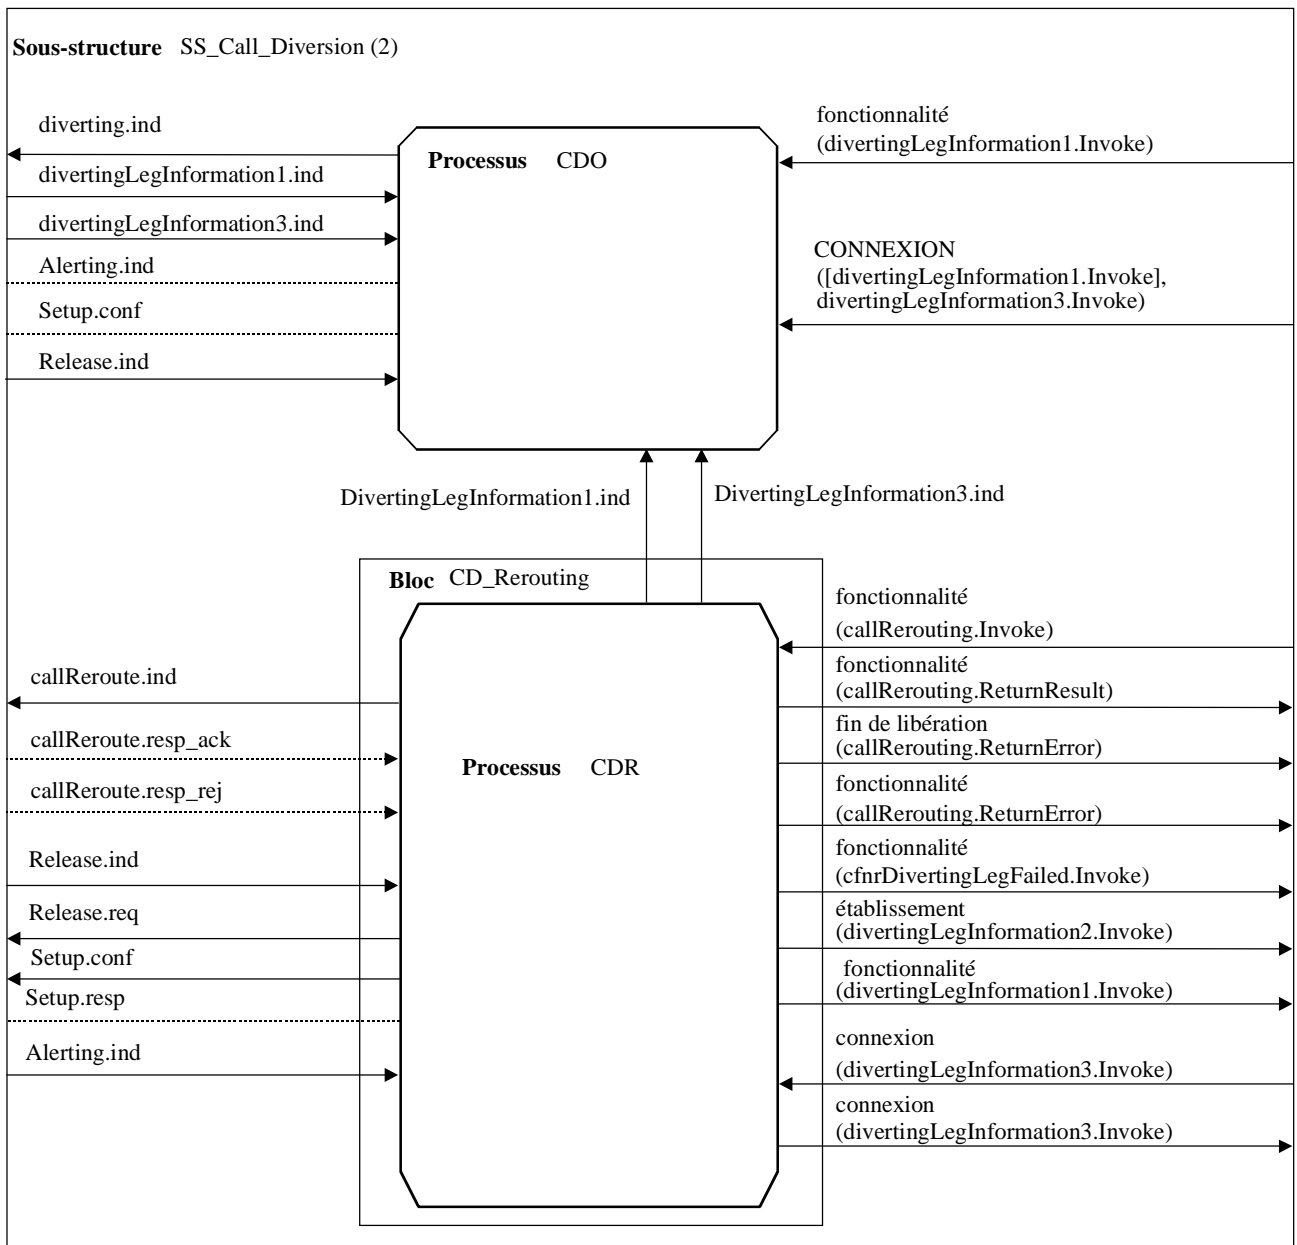 Sous-structure SS_Call_Diversion (2)
diverting.ind
divertingLegInformation1.ind
divertingLegInformation3.ind
Alerting.ind
Setup.conf
Release.ind
Processus CDO
fonctionnalité
(divertingLegInformation1.Invoke)
CONNEXION
([divertingLegInformation1.Invoke],
divertingLegInformation3.Invoke)
DivertingLegInformation1.ind
DivertingLegInformation3.ind
Bloc CD_Rerouting
callReroute.ind
callReroute.resp_ack
callReroute.resp_rej
Release.ind
Release.req
Setup.conf
Setup.resp
Alerting.ind
Processus CDR
fonctionnalité
(callRerouting.Invoke)
fonctionnalité
(callRerouting.ReturnResult)
fin de libération
(callRerouting.ReturnError)
fonctionnalité
(callRerouting.ReturnError)
fonctionnalité
(cfnrDivertingLegFailed.Invoke)
établissement
(divertingLegInformation2.Invoke)
fonctionnalité
(divertingLegInformation1.Invoke)
connexion
(divertingLegInformation3.Invoke)
connexion
(divertingLegInformation3.Invoke)